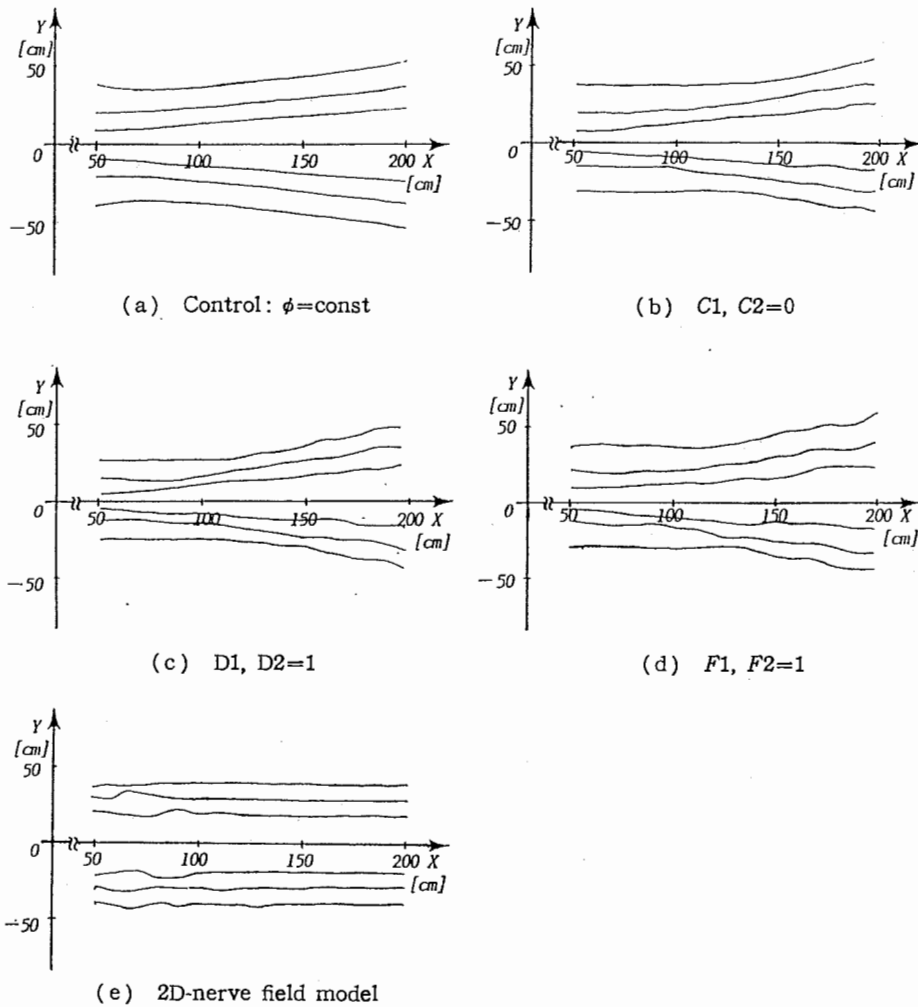 Y
[cm]
50
0
50
100
150
200 X
[cm]
−50
(a) Control: ϕ=const
Y
[cm]
50
0
50
100
150
200 X
[cm]
−50
(b) C1, C2=0
Y
[cm]
50
0
50
100
150
200 X
[cm]
−50
(c) D1, D2=1
Y
[cm]
50
0
50
100
150
200 X
[cm]
−50
(d) F1, F2=1
Y
[cm]
50
0
50
100
150
200 X
[cm]
−50
(e) 2D-nerve field model